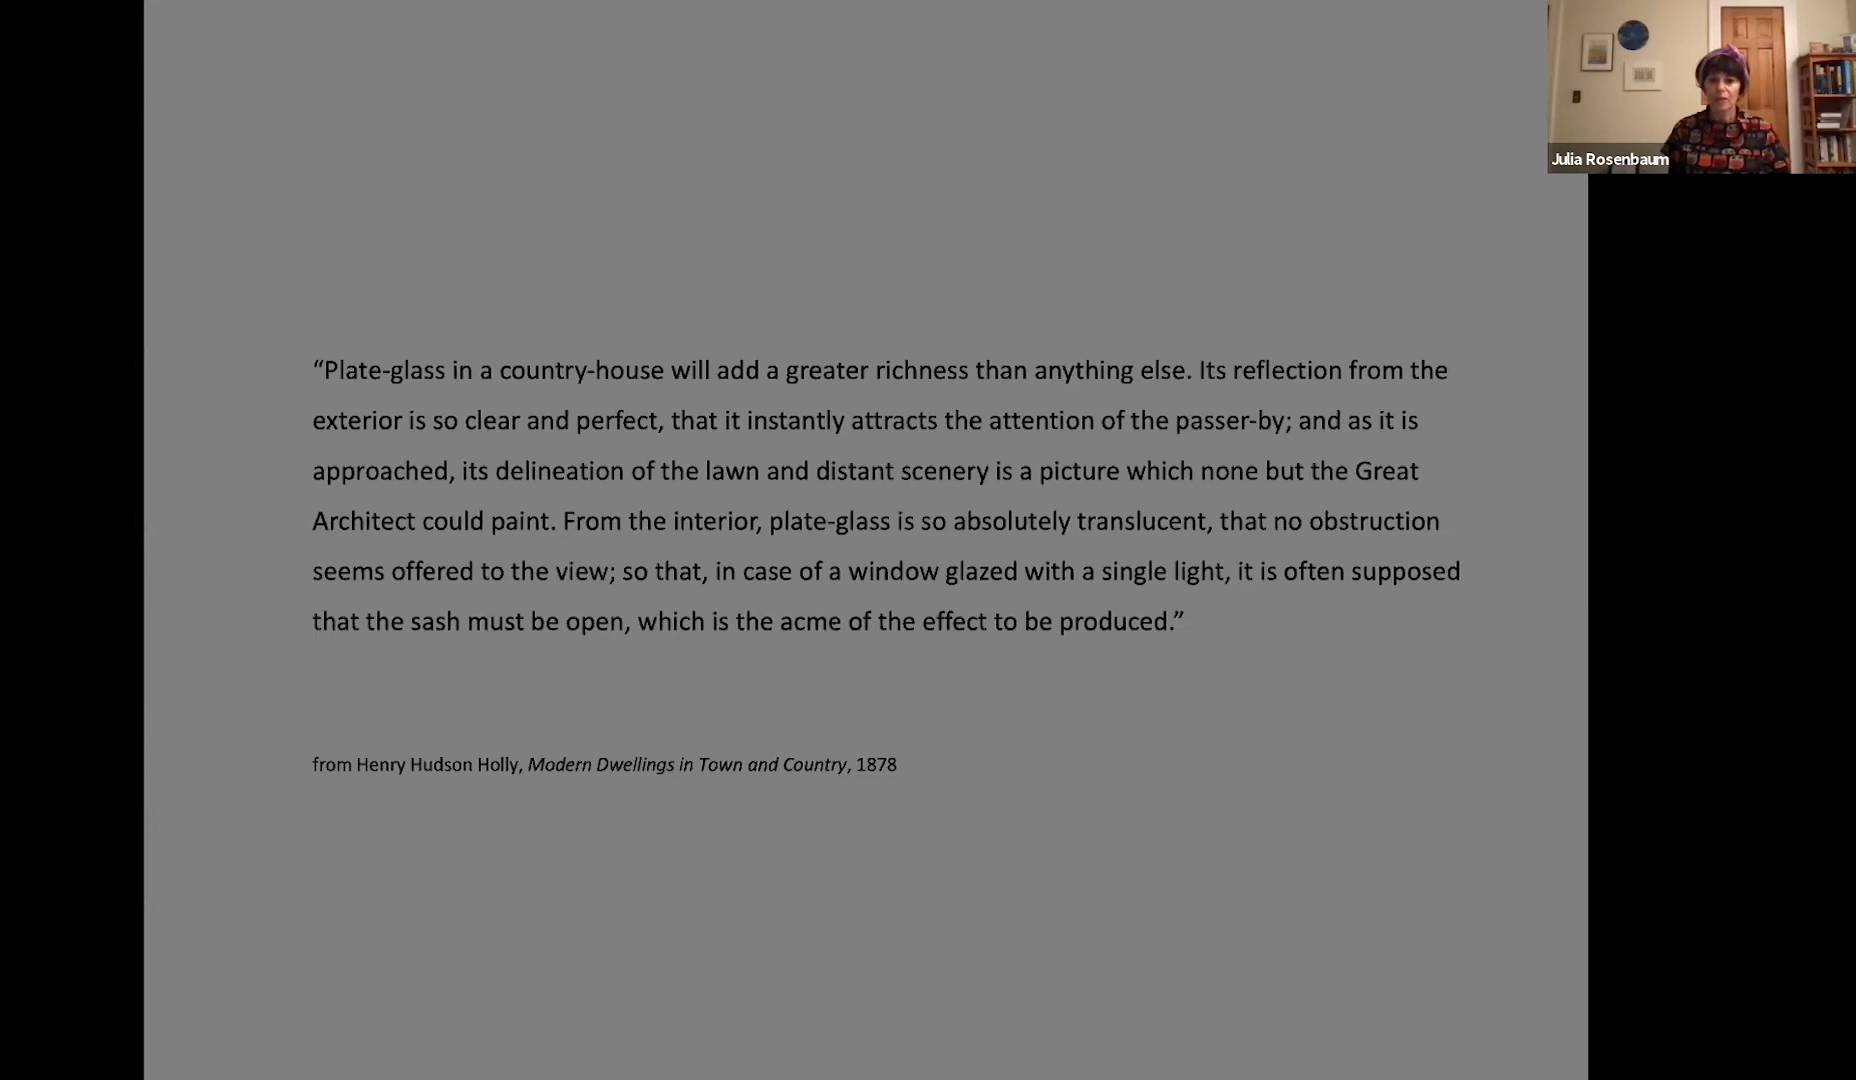 Julia Rosenbaum
“Plate-glass in a country-house will add a greater richness than anything else. Its reflection from the
exterior is so clear and perfect, that it instantly attracts the attention of the passer-by; and as it is
approached, its delineation of the lawn and distant scenery is a picture which none but the Great
Architect could paint. From the interior, plate-glass is so absolutely translucent, that no obstruction
seems offered to the view; so that, in case of a window glazed with a single light, it is often supposed
that the sash must be open, which is the acme of the effect to be produced.”
from Henry Hudson Holly, Modern Dwellings in Town and Country, 1878